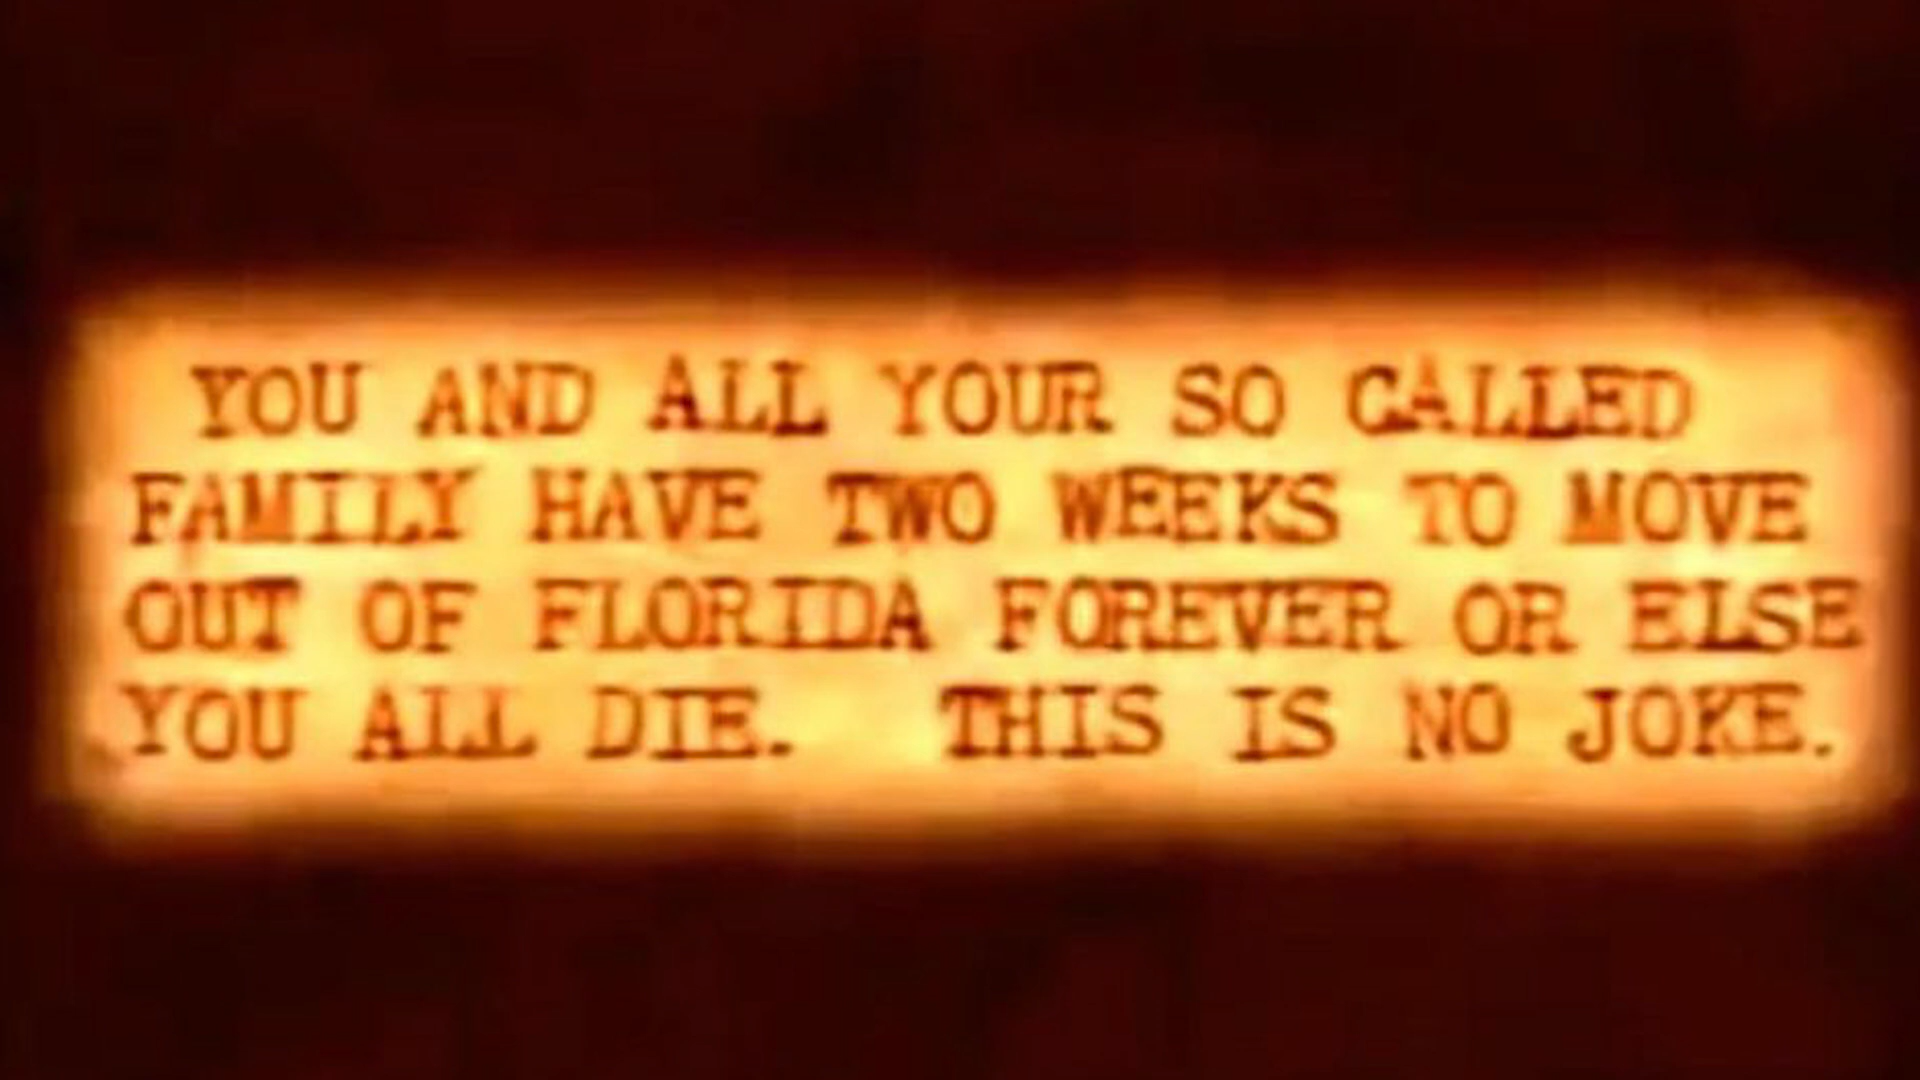 YOU AND ALL YOUR SO CALLED
FAMILY HAVE TWO WEEKS TO MOVE
OUT OF FLORIDA FOREVER OR ELSE
YOU ALL DIE. THIS IS NO JOKE.